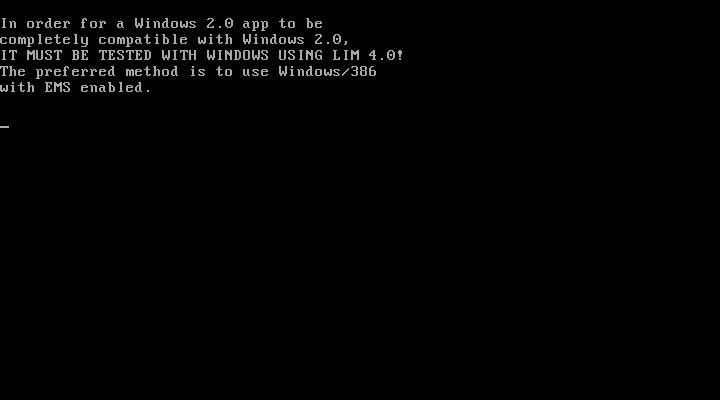 In order for a Windows 2.0 app to be
completely compatible with Windows 2.0,
IT MUST BE TESTED WITH WINDOWS USING LIM 4.0!
The preferred method is to use Windows/386
with EMS enabled.